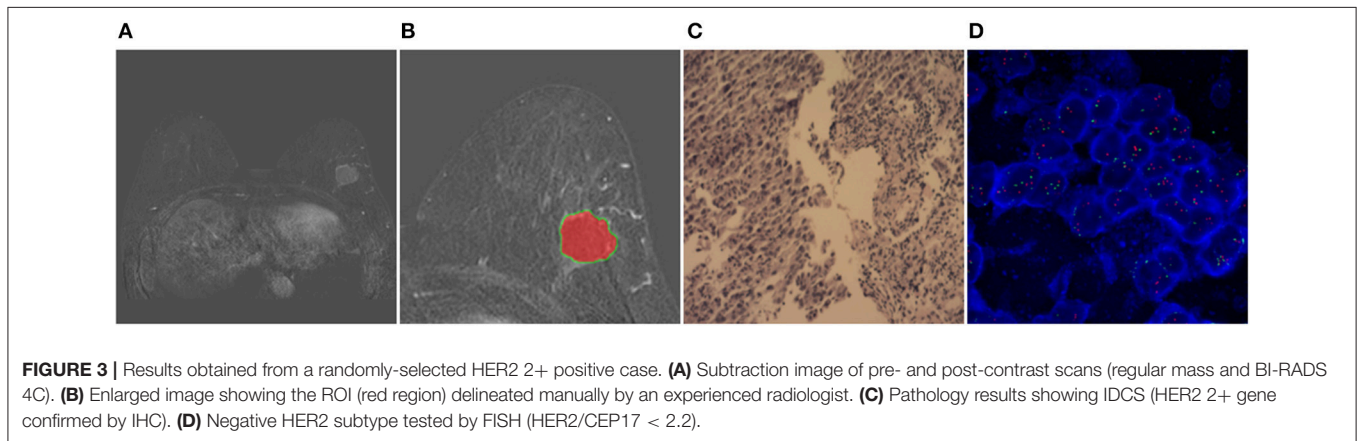 A B C D
FIGURE 3 | Results obtained from a randomly-selected HER2 2+ positive case. (A) Subtraction image of pre- and post-contrast scans (regular mass and BI-RADS
4C). (B) Enlarged image showing the ROI (red region) delineated manually by an experienced radiologist. (C) Pathology results showing IDCS (HER2 2+ gene
confirmed by IHC). (D) Negative HER2 subtype tested by FISH (HER2/CEP17 < 2.2).